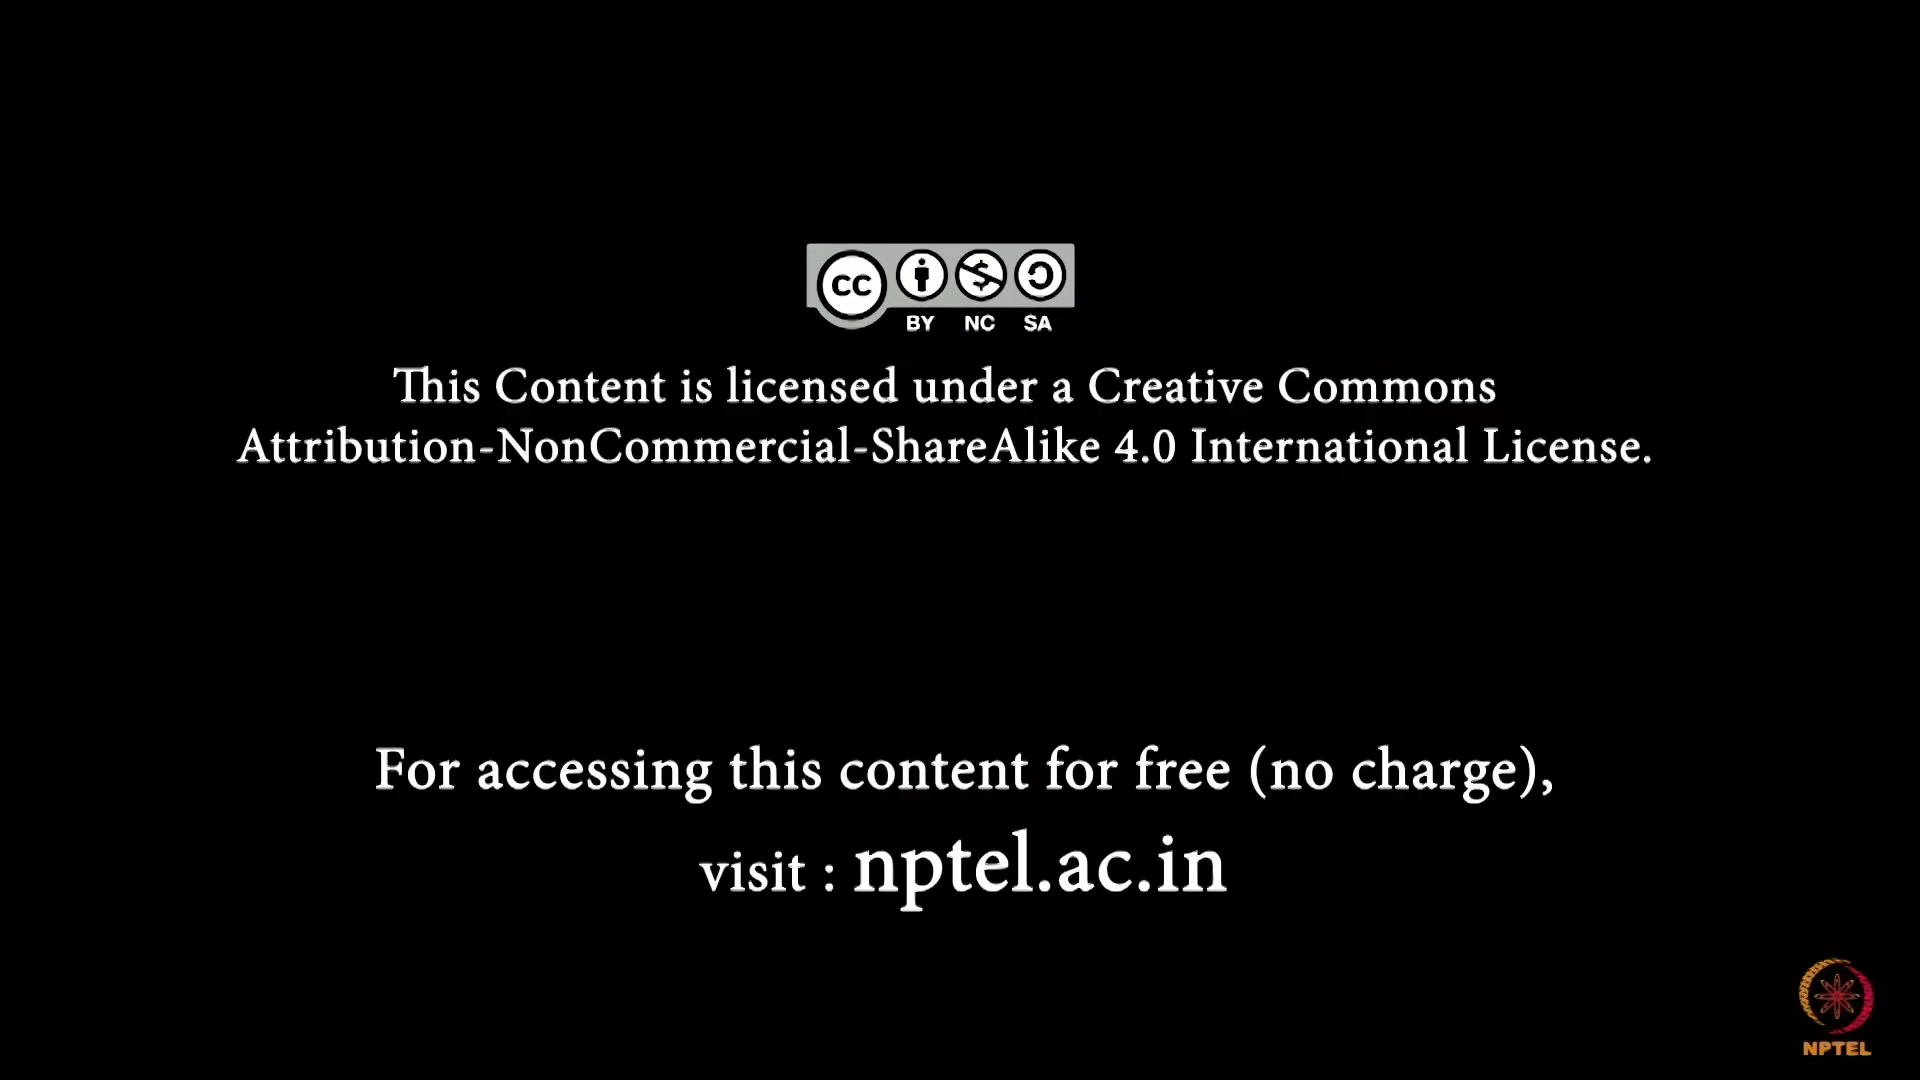 cc
BY NC SA
This Content is licensed under a Creative Commons
Attribution-NonCommercial-ShareAlike 4.0 International License.
For accessing this content for free (no charge),
visit : nptel.ac.in
NPTEL